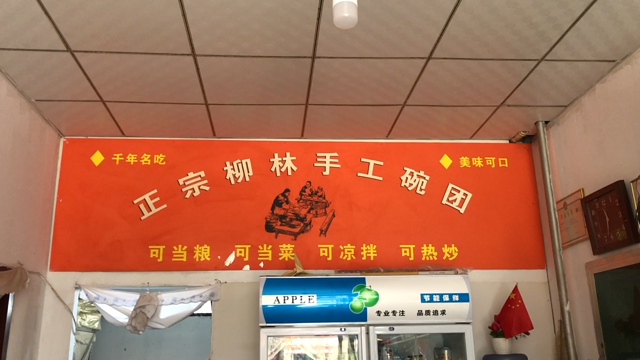 千年名吃
美味可口
正宗柳林手工碗团
可当粮 可当菜 可凉拌 可热炒
APPLE
节能保鲜
专业专注 品质追求